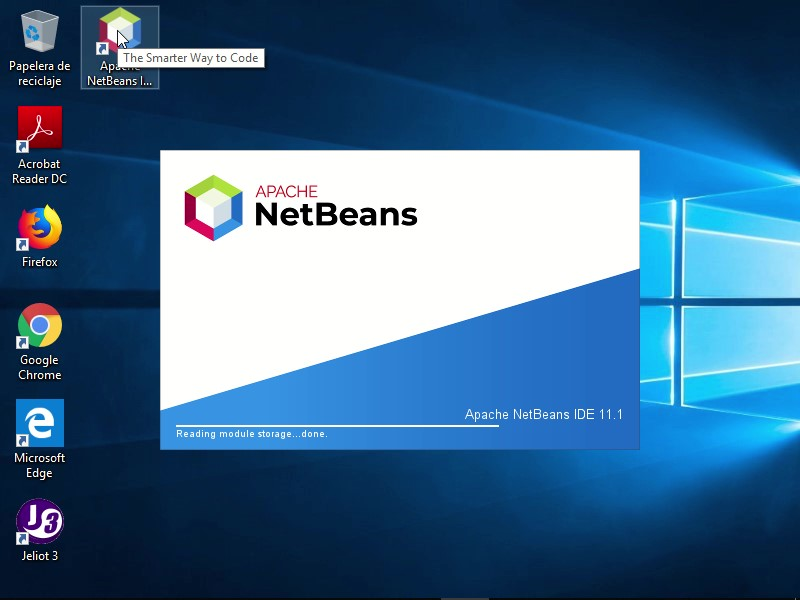 Papelera de
reciclaje
Apache
NetBeans I...
The Smarter Way to Code
Acrobat
Reader DC
Firefox
Google
Chrome
Microsoft
Edge
J3
Jeliot 3
APACHE
NetBeans
Apache NetBeans IDE 11.1
Reading module storage...done.